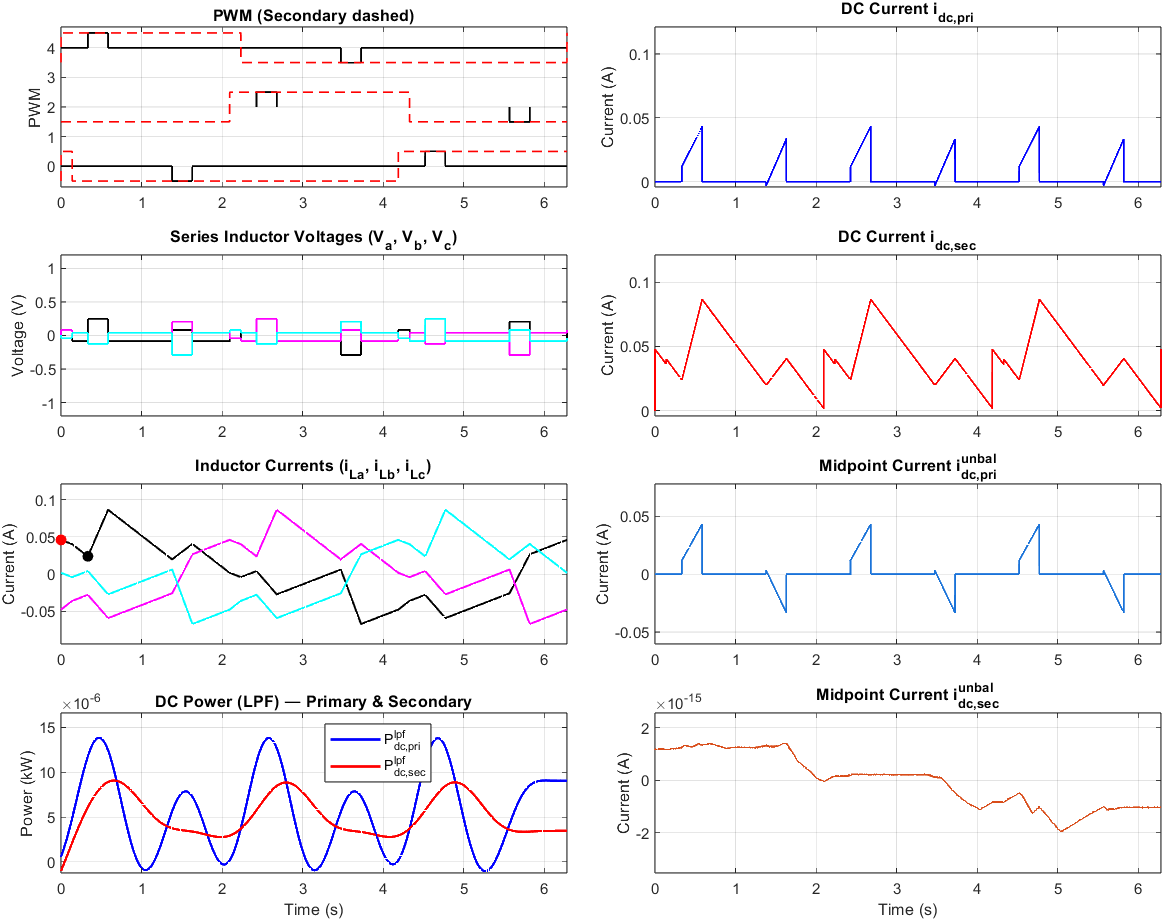 PWM (Secondary dashed)
PWM
4
3
2
1
0
0 1 2 3 4 5 6
DC Current i_dc,pri
Current (A)
0.1
0.05
0
0 1 2 3 4 5 6
Series Inductor Voltages (V_a, V_b, V_c)
Voltage (V)
1
0.5
0
-0.5
-1
0 1 2 3 4 5 6
DC Current i_dc,sec
Current (A)
0.1
0.05
0
0 1 2 3 4 5 6
Inductor Currents (i_La, i_Lb, i_Lc)
Current (A)
0.1
0.05
0
-0.05
0 1 2 3 4 5 6
Midpoint Current i^unbal_dc,pri
Current (A)
0.05
0
-0.05
0 1 2 3 4 5 6
DC Power (LPF) — Primary & Secondary
×10^-6
Power (kW)
15
10
5
0
P^lpf_dc,pri
P^lpf_dc,sec
0 1 2 3 4 5 6
Time (s)
Midpoint Current i^unbal_dc,sec
×10^-15
Current (A)
2
0
-2
0 1 2 3 4 5 6
Time (s)